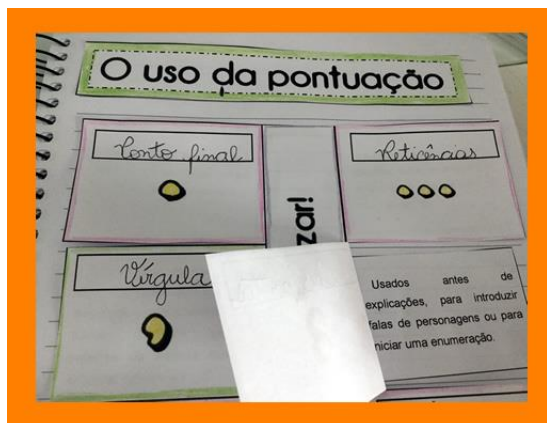 O uso da pontuação
Ponto final
Reticências
zar!
Vírgula
Usados antes de
explicações, para introduzir
falas de personagens ou para
iniciar uma enumeração.